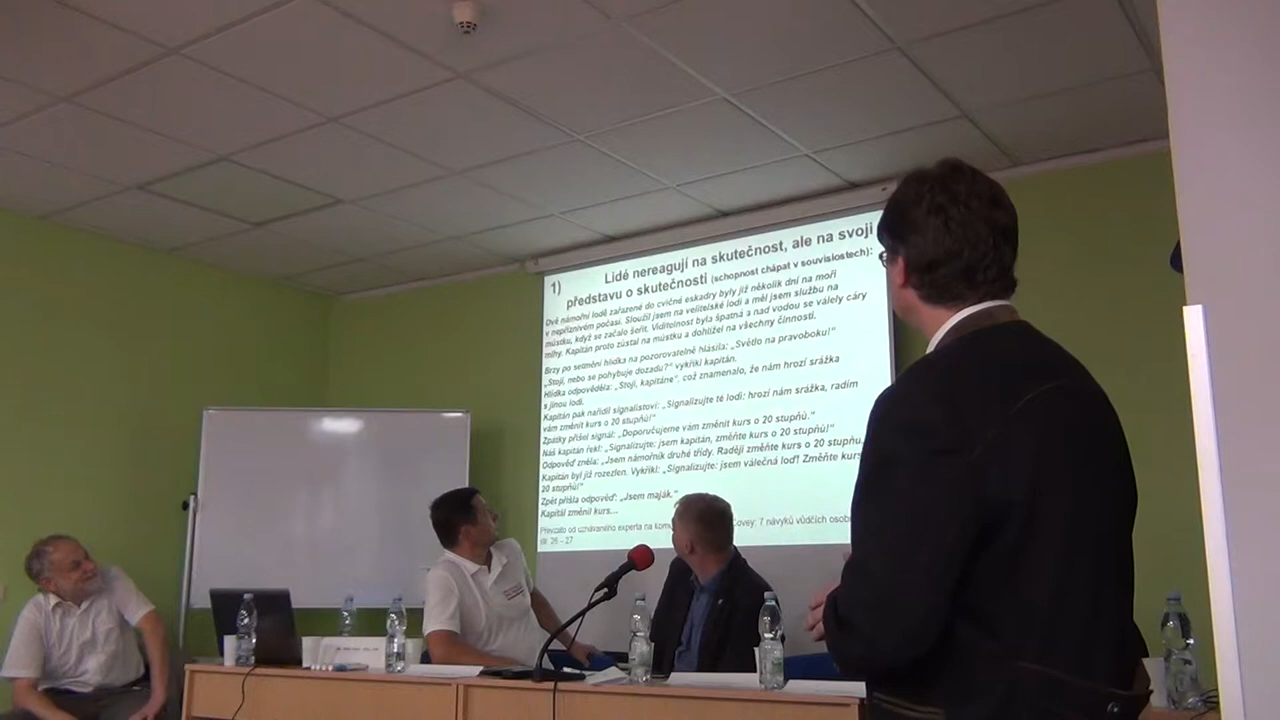 1) Lidé nereagují na skutečnost, ale na svoji
představu o skutečnosti (schopnost chápat v souvislostech):
Dvě námořní lodě zařazené do cvičné eskadry byly již několik dní na moři
v nepříznivém počasí. Sloužil jsem na velitelské lodi a měl jsem službu na
můstku, když se začalo šeřit. Viditelnost byla špatná a nad vodou se válely cáry
mlhy. Kapitán proto zůstal na můstku a dohlížel na všechny činnosti.
Brzy po setmění hlídka na pozorovatelně hlásila: „Světlo na pravoboku!“
„Stojí, nebo se pohybuje dozadu?“ vykřikl kapitán.
Hlídka odpověděla: „Stojí, kapitáne“, což znamenalo, že nám hrozí srážka
s jinou lodí.
Kapitán pak nařídil signalistovi: „Signalizujte té lodi: hrozí nám srážka, radím
vám změnit kurs o 20 stupňů!“
Zpátky přišel signál: „Doporučujeme vám změnit kurs o 20 stupňů.“
Náš kapitán řekl: „Signalizujte: jsem kapitán, změňte kurs o 20 stupňů!“
Odpověď zněla: „Jsem námořník druhé třídy. Raději změňte kurs o 20 stupňů.
Kapitán byl již rozezlen. Vykřikl: „Signalizujte: jsem válečná loď! Změňte kurs
20 stupňů!“
Zpět přišla odpověď: „Jsem maják.“
Kapitál změnil kurs...
Převzato od uznávaného experta na Covey: 7 návyků vůdčích
str. 26 - 27